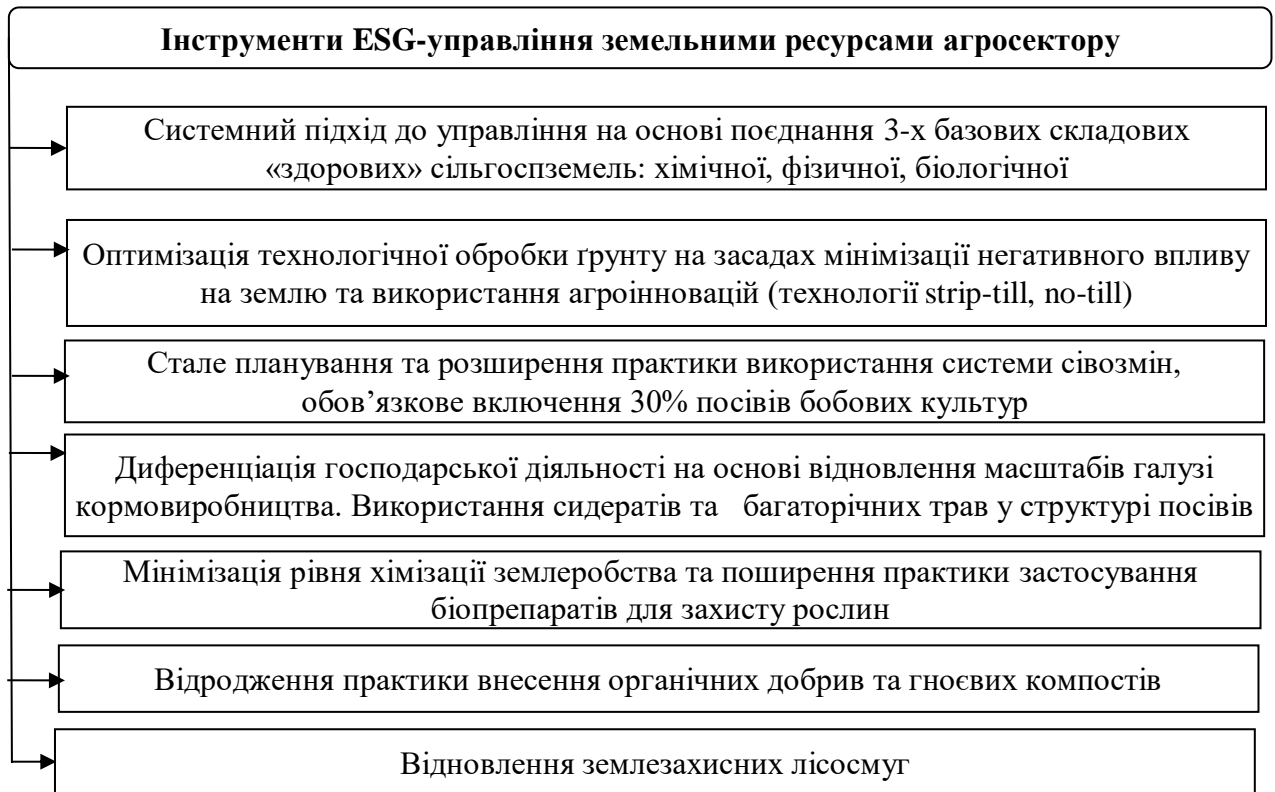 Інструменти ESG-управління земельними ресурсами агросектору
Системний підхід до управління на основі поєднання 3-х базових складових
«здорових» сільгоспземель: хімічної, фізичної, біологічної
Оптимізація технологічної обробки ґрунту на засадах мінімізації негативного впливу
на землю та використання агроінновацій (технології strip-till, no-till)
Стале планування та розширення практики використання системи сівозмін,
обов’язкове включення 30% посівів бобових культур
Диференціація господарської діяльності на основі відновлення масштабів галузі
кормовиробництва. Використання сидератів та багаторічних трав у структурі посівів
Мінімізація рівня хімізації землеробства та поширення практики застосування
біопрепаратів для захисту рослин
Відродження практики внесення органічних добрив та гноєвих компостів
Відновлення землезахисних лісосмуг